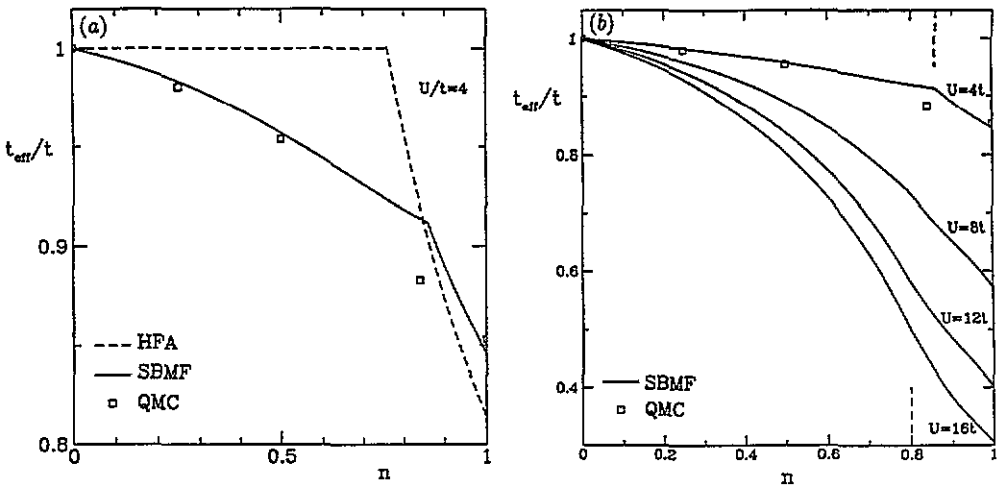 (a)
1
U/t=4
t_eff/t
0.9
HFA
SBMF
QMC
0.8
0
0.5
1
n
(b)
1
t_eff/t
U=4t
0.8
U=8t
0.6
U=12t
0.4
SBMF
QMC
U=16t
0
0.2
0.4
0.6
0.8
1
n